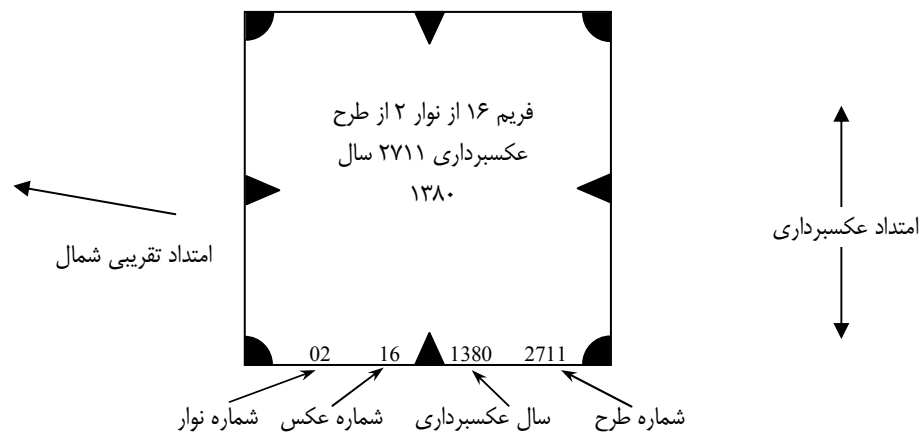 فریم ۱۶ از نوار ۲ از طرح
عکسبرداری ۲۷۱۱ سال
۱۳۸۰
امتداد عکسبرداری
امتداد تقریبی شمال
02 16 1380 2711
شماره طرح سال عکسبرداری شماره عکس شماره نوار